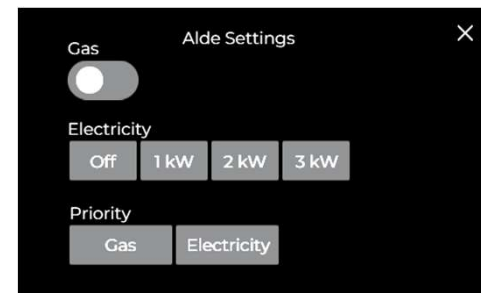 Alde Settings
Gas
Electricity
Off 1 kW 2 kW 3 kW
Priority
Gas Electricity